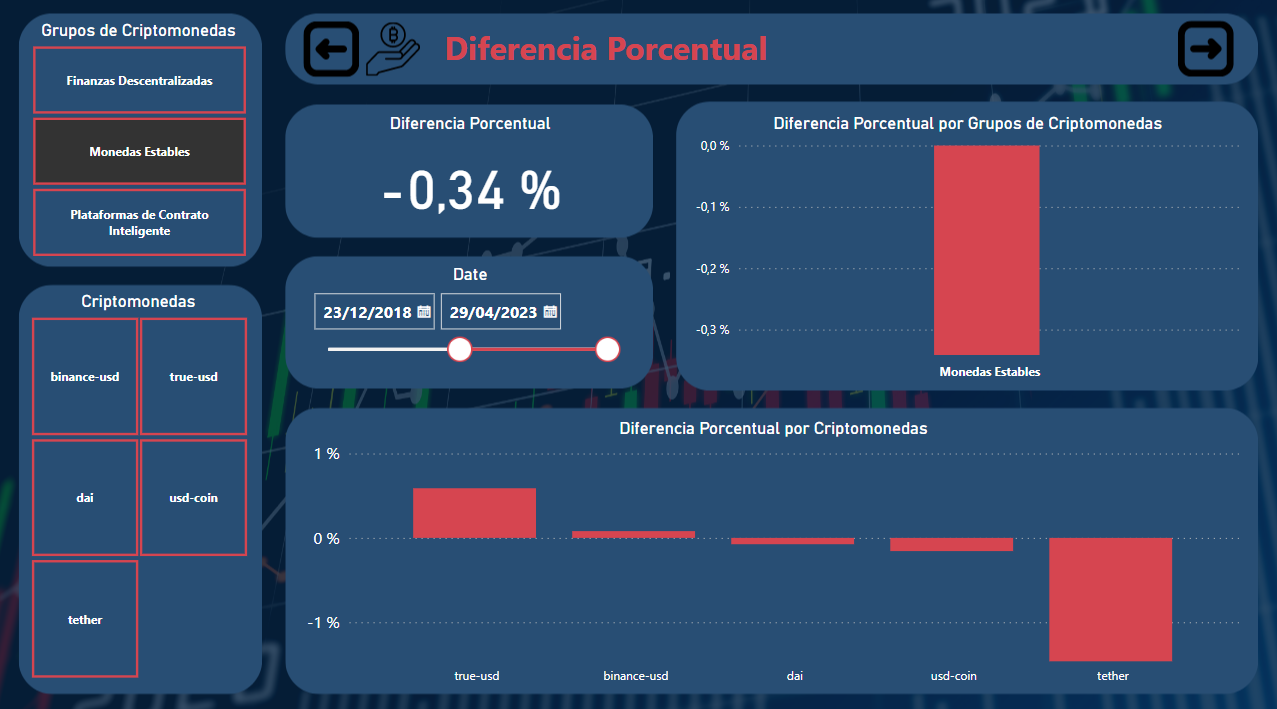 Grupos de Criptomonedas
Finanzas Descentralizadas
Monedas Estables
Plataformas de Contrato
Inteligente
Criptomonedas
binance-usd
true-usd
dai
usd-coin
tether
Diferencia Porcentual
Diferencia Porcentual
-0,34 %
Date
23/12/2018
29/04/2023
Diferencia Porcentual por Grupos de Criptomonedas
0,0 %
-0,1 %
-0,2 %
-0,3 %
Monedas Estables
Diferencia Porcentual por Criptomonedas
1 %
0 %
-1 %
true-usd
binance-usd
dai
usd-coin
tether